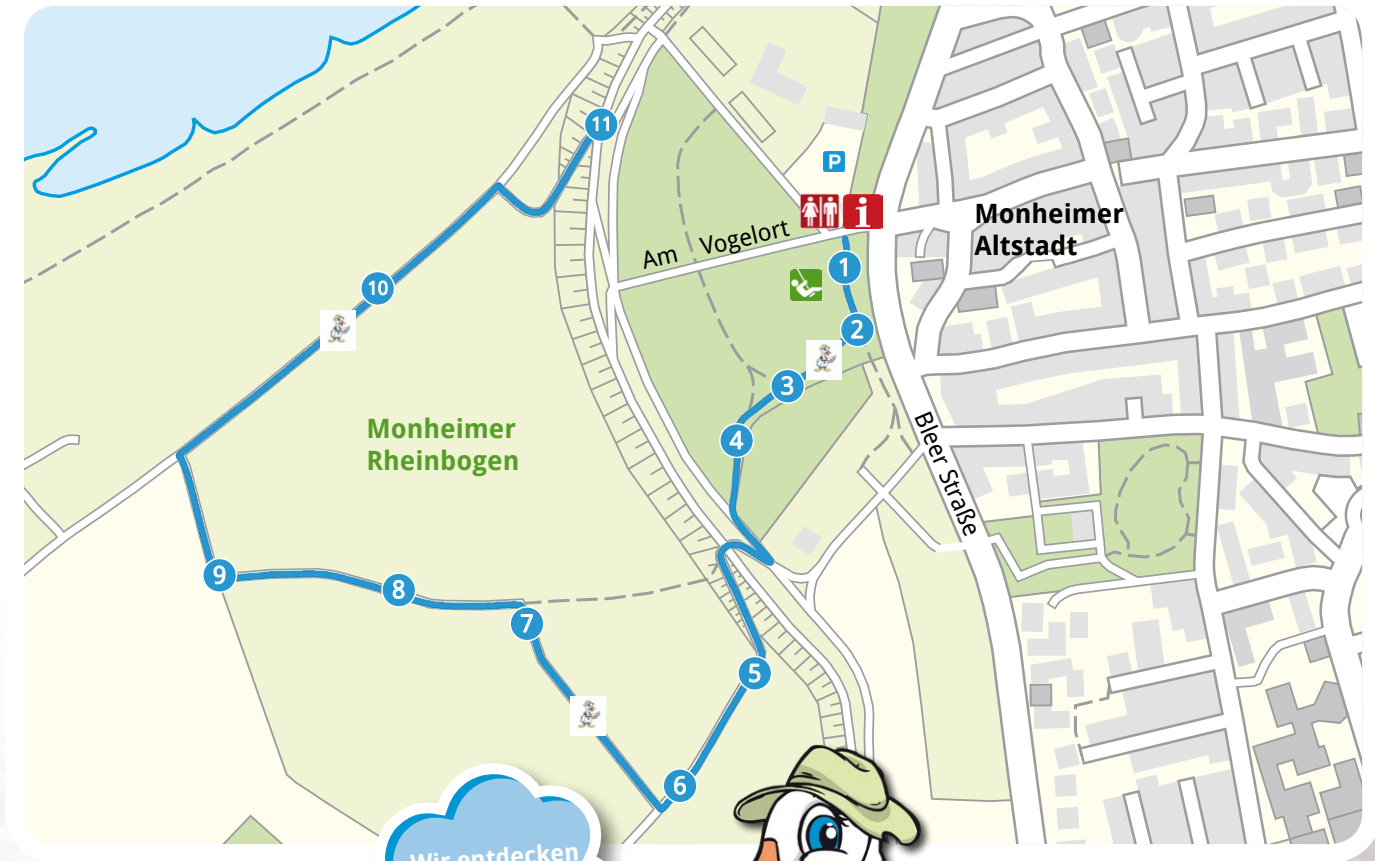 11
P
i
Monheimer
Altstadt
Am Vogelort
1
10
2
3
Monheimer
Rheinbogen
4
Bleer Straße
9
8
7
5
6
Wir entdecken